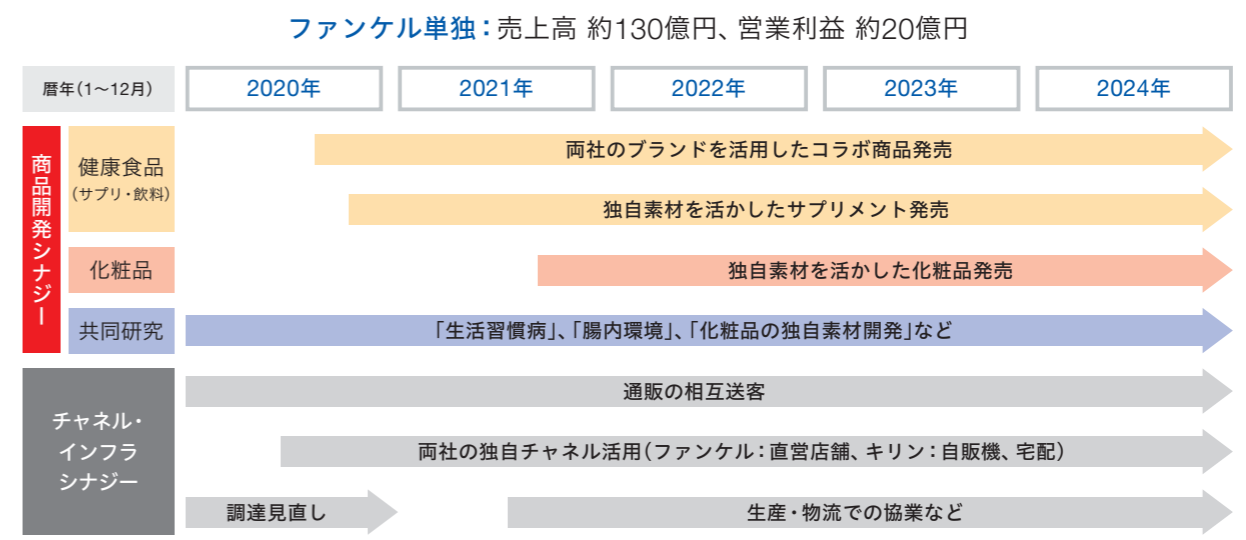 ファンケル単独：売上高 約130億円、営業利益 約20億円
暦年（1〜12月）
2020年
2021年
2022年
2023年
2024年
商品開発シナジー
健康食品
（サプリ・飲料）
両社のブランドを活用したコラボ商品発売
独自素材を活かしたサプリメント発売
化粧品
独自素材を活かした化粧品発売
共同研究
「生活習慣病」、「腸内環境」、「化粧品の独自素材開発」など
チャネル・
インフラ
シナジー
通販の相互送客
両社の独自チャネル活用（ファンケル：直営店舗、キリン：自販機、宅配）
調達見直し
生産・物流での協業など